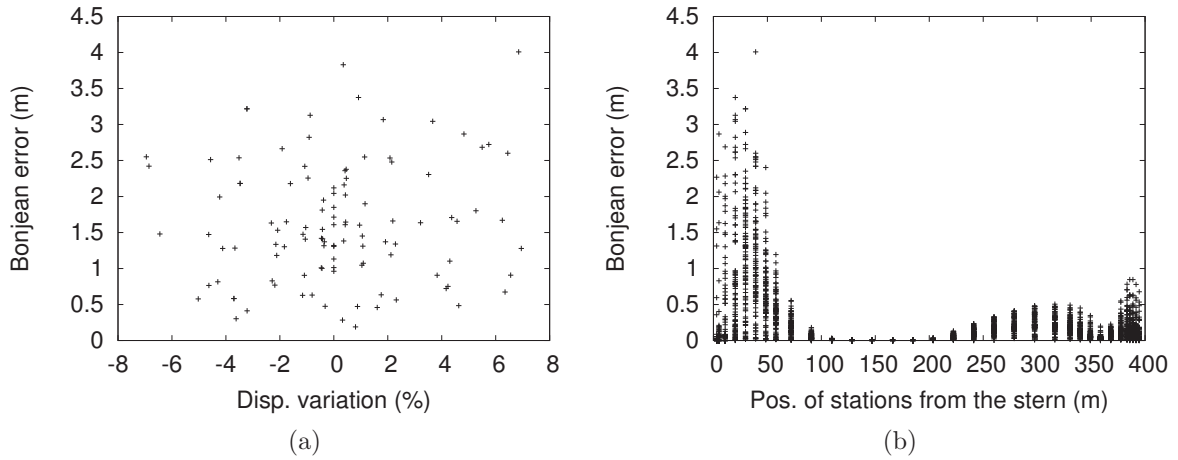 4.5
4
3.5
3
2.5
2
1.5
1
0.5
0
Bonjean error (m)
-8 -6 -4 -2 0 2 4 6 8
Disp. variation (%)
(a)
4.5
4
3.5
3
2.5
2
1.5
1
0.5
0
Bonjean error (m)
0 50 100 150 200 250 300 350 400
Pos. of stations from the stern (m)
(b)